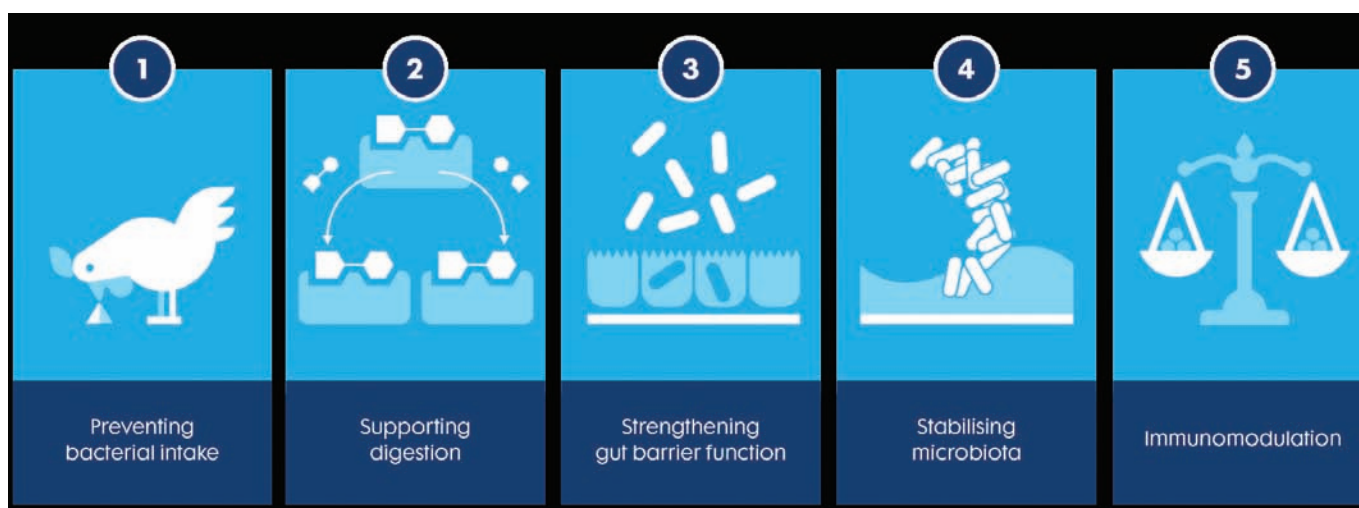 1
2
3
4
5
Preventing
bacterial intake
Supporting
digestion
Strengthening
gut barrier function
Stabilising
microbiota
Immunomodulation